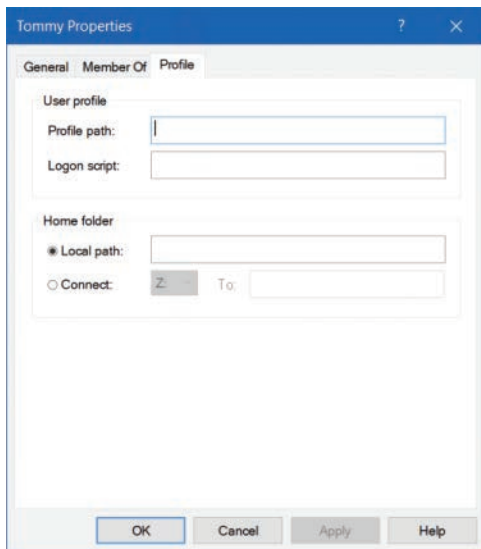 Tommy Properties ? ×
General Member Of Profile
User profile
Profile path:
Logon script:
Home folder
Local path:
Connect: Z: To:
OK Cancel Apply Help